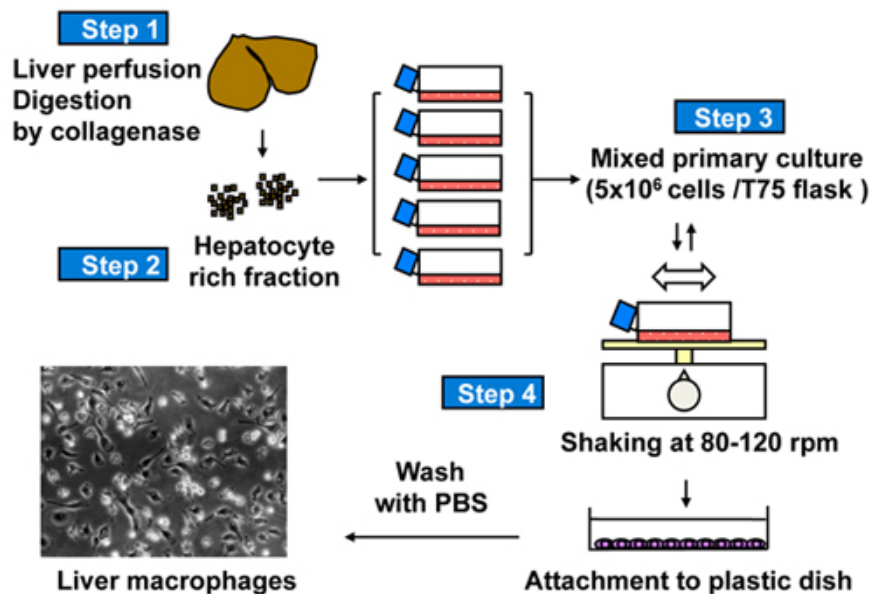 Step 1
Liver perfusion
Digestion
by collagenase
Step 2
Hepatocyte
rich fraction
Step 3
Mixed primary culture
(5x10⁶ cells /T75 flask )
Step 4
Shaking at 80-120 rpm
Attachment to plastic dish
Wash
with PBS
Liver macrophages